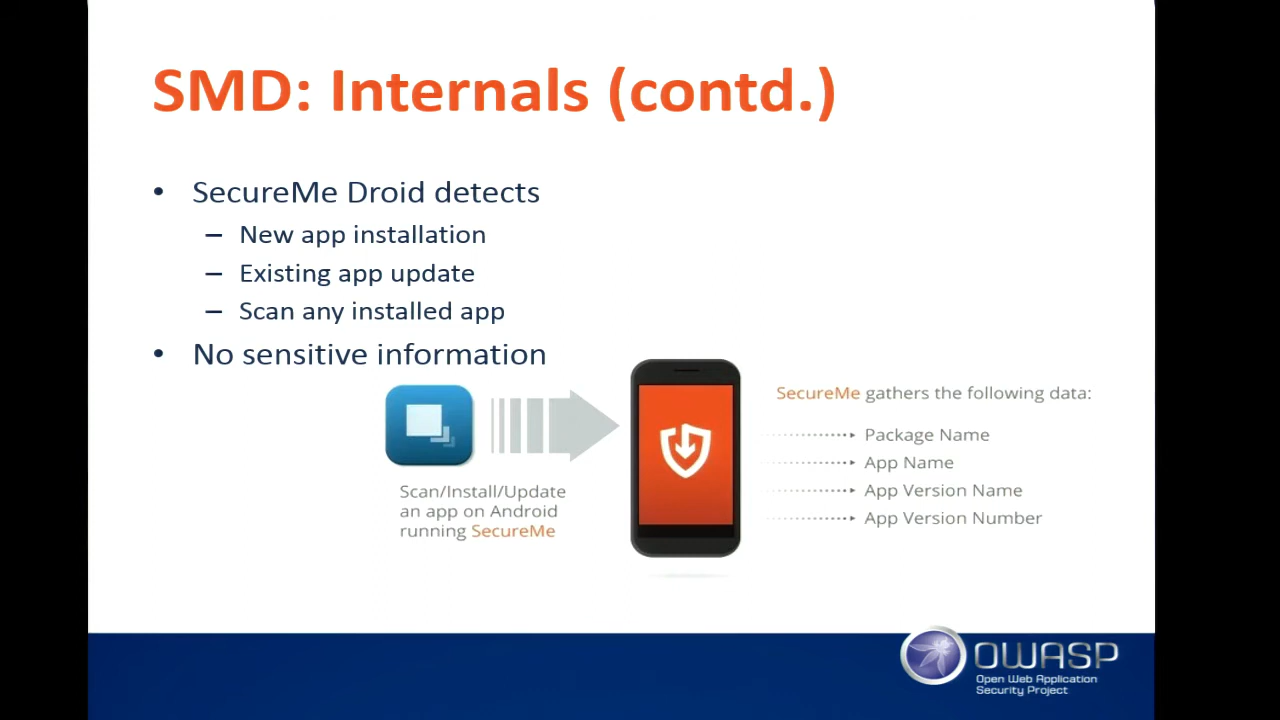 SMD: Internals (contd.)
• SecureMe Droid detects
– New app installation
– Existing app update
– Scan any installed app
• No sensitive information
Scan/Install/Update
an app on Android
running SecureMe
SecureMe gathers the following data:
Package Name
App Name
App Version Name
App Version Number
OWASP
Open Web Application
Security Project